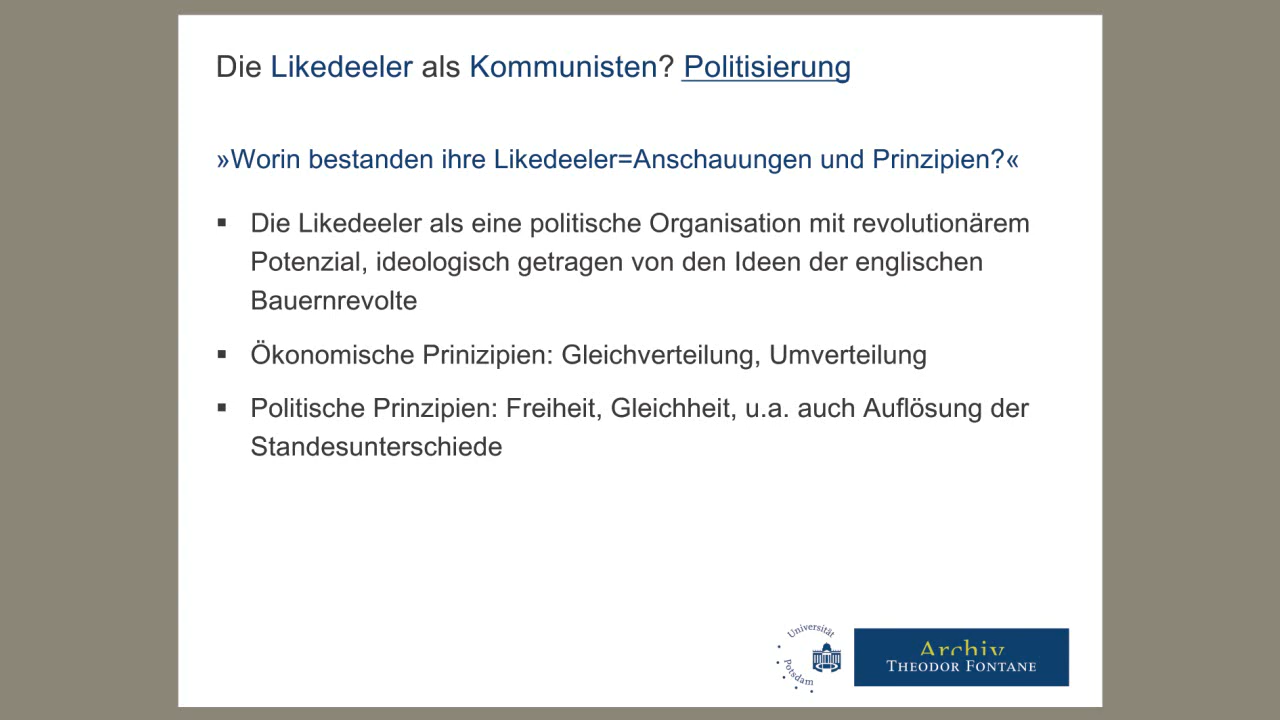 Die Likedeeler als Kommunisten? Politisierung
»Worin bestanden ihre Likedeeler=Anschauungen und Prinzipien?«
▪ Die Likedeeler als eine politische Organisation mit revolutionärem
Potenzial, ideologisch getragen von den Ideen der englischen
Bauernrevolte
▪ Ökonomische Prinizipien: Gleichverteilung, Umverteilung
▪ Politische Prinzipien: Freiheit, Gleichheit, u.a. auch Auflösung der
Standesunterschiede
Universität
Potsdam
Archiv
THEODOR FONTANE